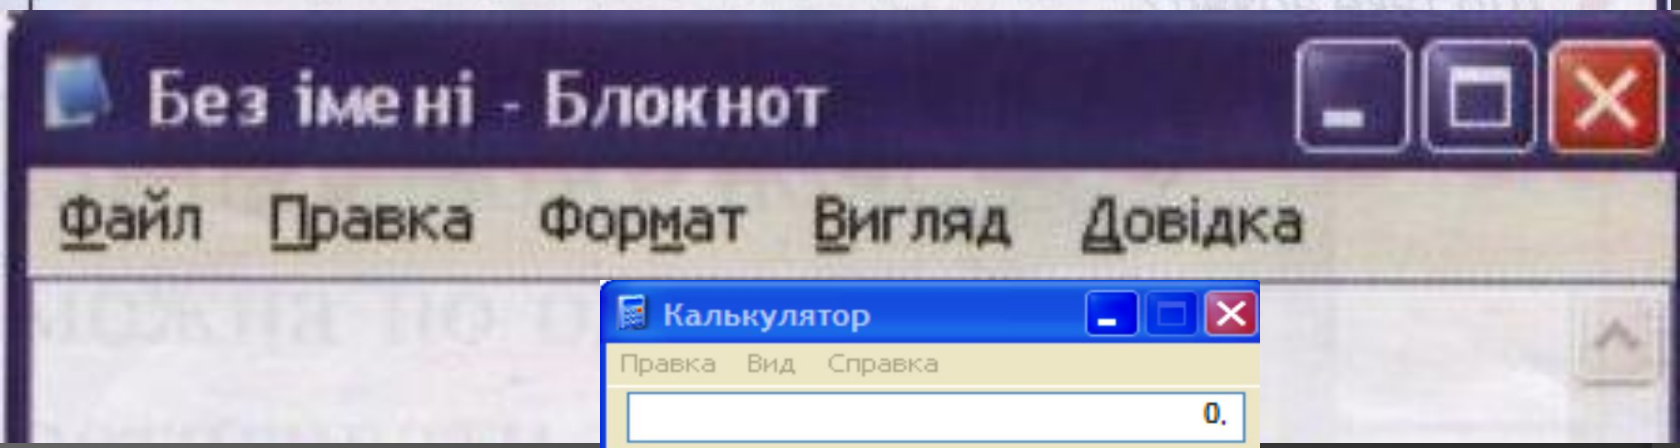 Без імені - Блокнот
Файл Правка Формат Вигляд Довідка
Калькулятор
Правка Вид Справка
0.